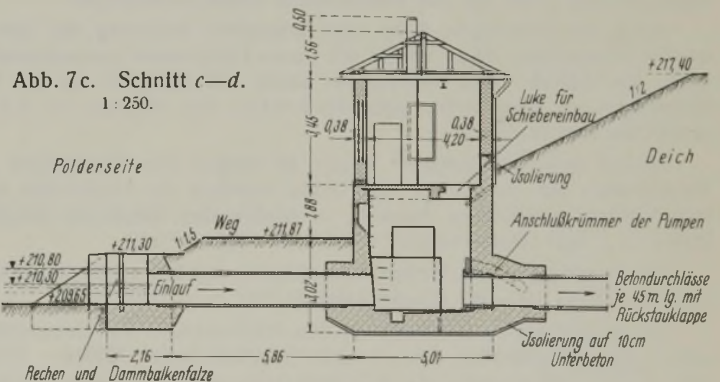 0,50
1,56
+217,40
Abb. 7c. Schnitt c—d.
1 : 250.
1:2
Luke für
Schiebereinbau
3,45
0,38
0,38
4,20
Polderseite
Deich
Isolierung
1,88
Weg
Anschlußkrümmer der Pumpen
+211,30
1:1,5
+211,87
+210,80
+210,30
Einlauf
Betondurchlässe
je 45 m. lg. mit
Rückstauklappe
+209,65
3,02
Isolierung auf 10cm
Unterbeton
2,16
5,86
5,01
Rechen und Dammbalkenfalze